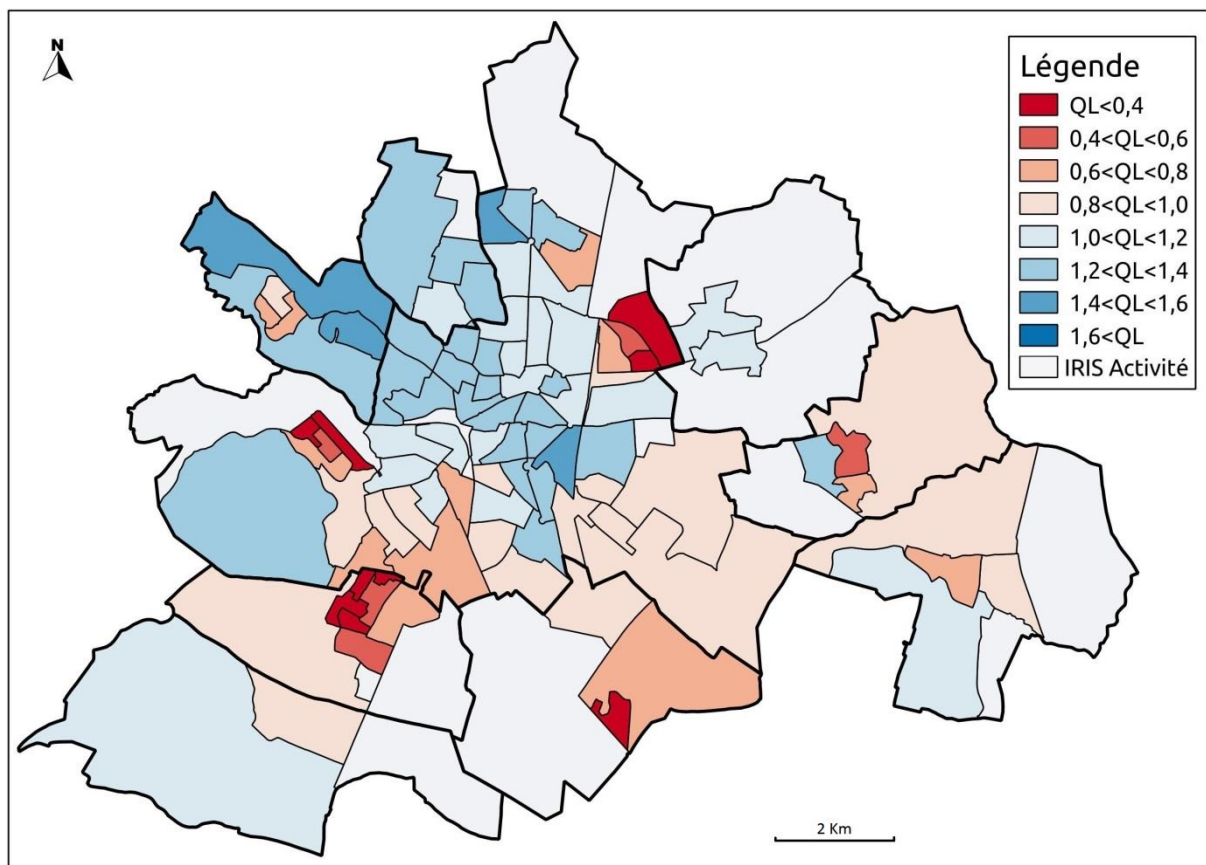 N
Légende
QL<0,4
0,4<QL<0,6
0,6<QL<0,8
0,8<QL<1,0
1,0<QL<1,2
1,2<QL<1,4
1,4<QL<1,6
1,6<QL
IRIS Activité
2 Km